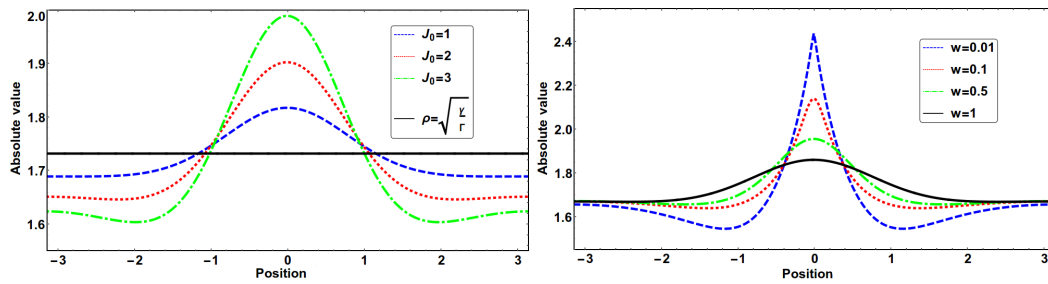 2.0
1.9
1.8
1.7
1.6
Absolute value
−3 −2 −1 0 1 2 3
Position
J₀=1
J₀=2
J₀=3
ρ=√(γ/Γ)
2.4
2.2
2.0
1.8
1.6
Absolute value
−3 −2 −1 0 1 2 3
Position
w=0.01
w=0.1
w=0.5
w=1